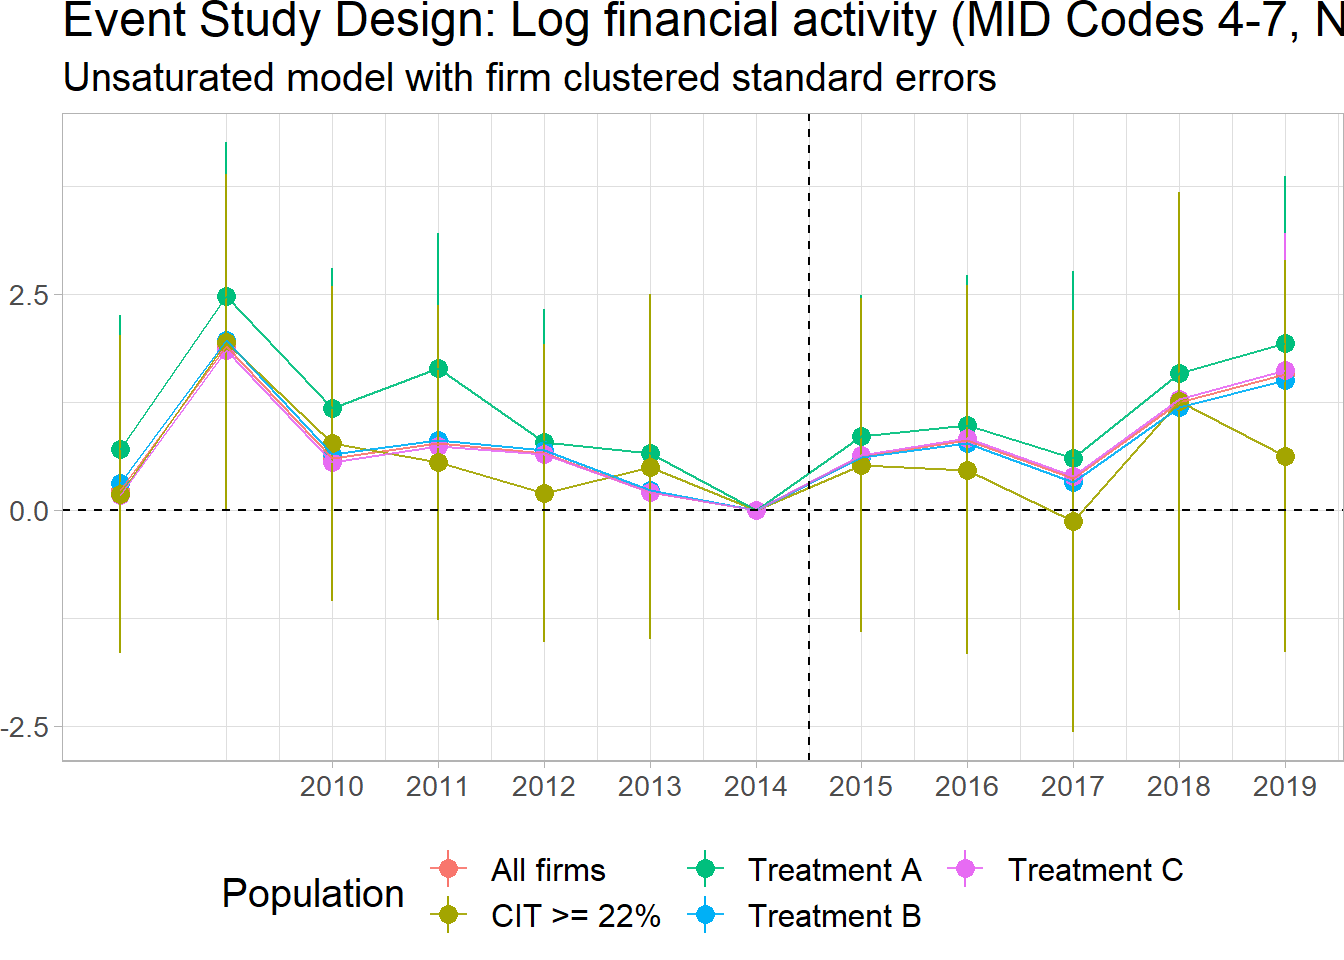 Event Study Design: Log financial activity (MID Codes 4-7, N
Unsaturated model with firm clustered standard errors
2.5
0.0
-2.5
2010 2011 2012 2013 2014 2015 2016 2017 2018 2019
Population
All firms
Treatment A
Treatment C
CIT >= 22%
Treatment B